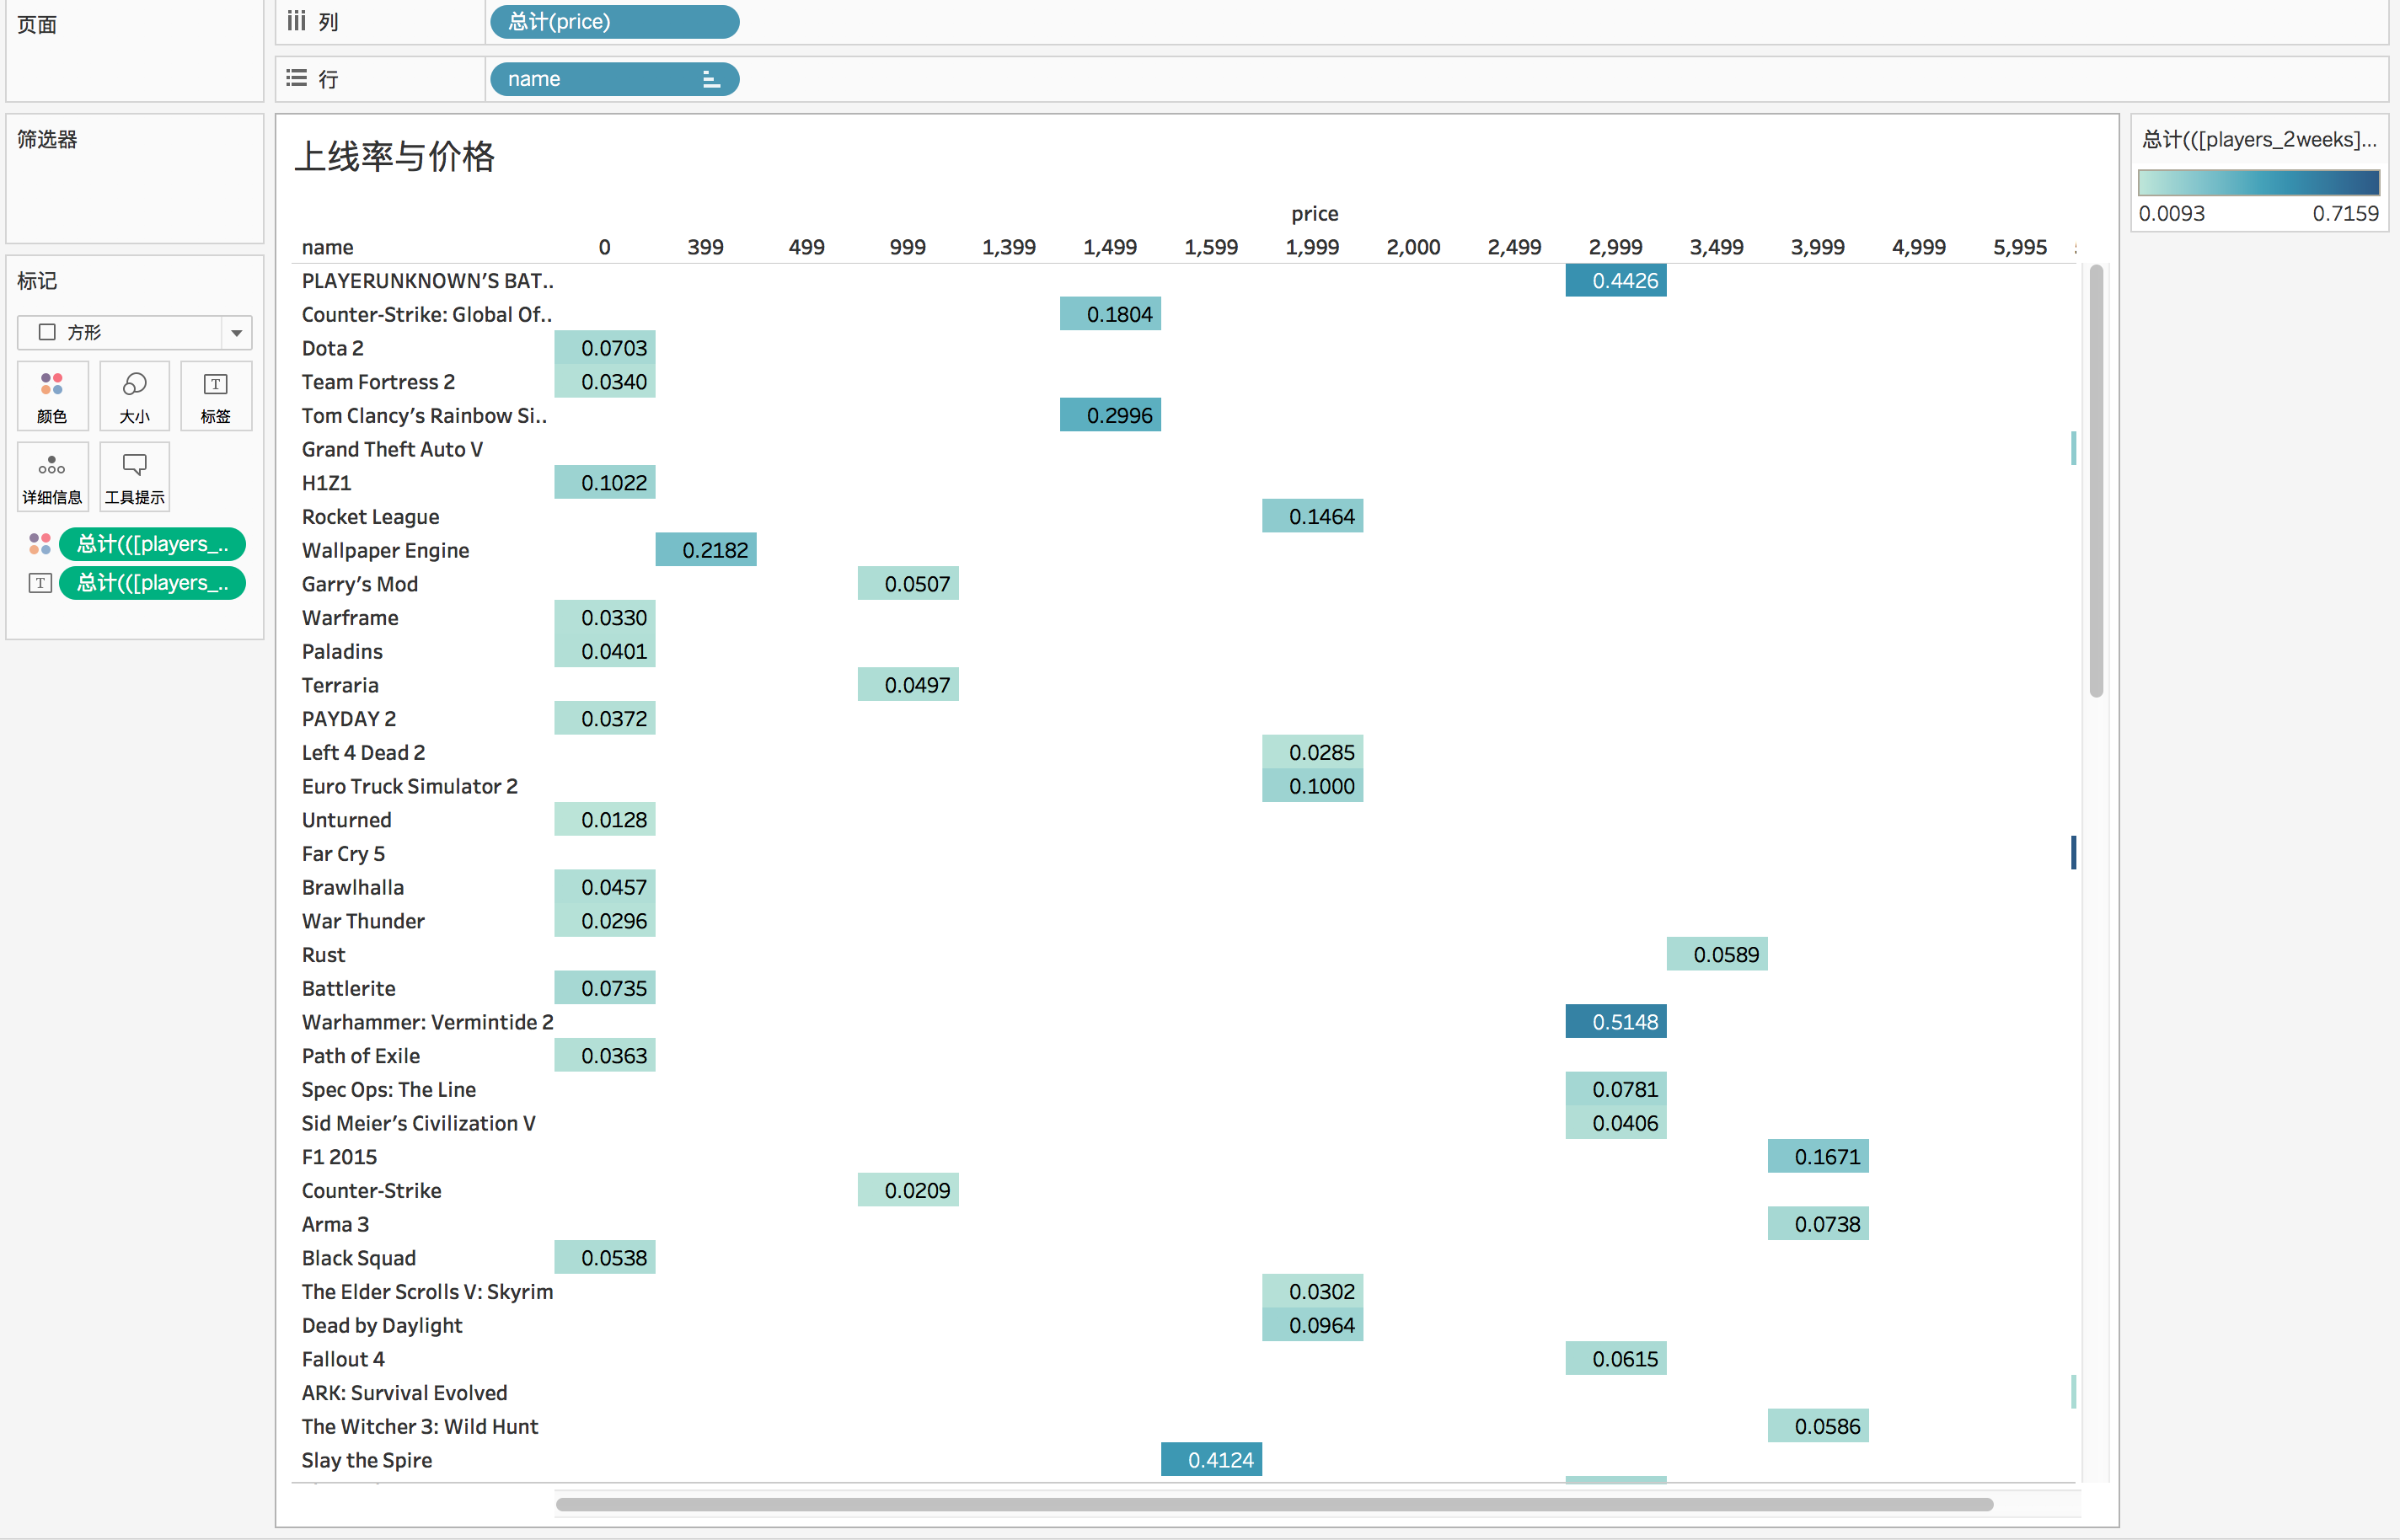 页面
列
总计(price)
行
name
筛选器
标记
方形
颜色
大小
标签
详细信息
工具提示
总计(([players_..
总计(([players_..
上线率与价格
price
name 0 399 499 999 1,399 1,499 1,599 1,999 2,000 2,499 2,999 3,499 3,999 4,999 5,995
PLAYERUNKNOWN’S BAT.. 0.4426
Counter-Strike: Global Of.. 0.1804
Dota 2 0.0703
Team Fortress 2 0.0340
Tom Clancy’s Rainbow Si.. 0.2996
Grand Theft Auto V
H1Z1 0.1022
Rocket League 0.1464
Wallpaper Engine 0.2182
Garry’s Mod 0.0507
Warframe 0.0330
Paladins 0.0401
Terraria 0.0497
PAYDAY 2 0.0372
Left 4 Dead 2 0.0285
Euro Truck Simulator 2 0.1000
Unturned 0.0128
Far Cry 5
Brawlhalla 0.0457
War Thunder 0.0296
Rust 0.0589
Battlerite 0.0735
Warhammer: Vermintide 2 0.5148
Path of Exile 0.0363
Spec Ops: The Line 0.0781
Sid Meier’s Civilization V 0.0406
F1 2015 0.1671
Counter-Strike 0.0209
Arma 3 0.0738
Black Squad 0.0538
The Elder Scrolls V: Skyrim 0.0302
Dead by Daylight 0.0964
Fallout 4 0.0615
ARK: Survival Evolved
The Witcher 3: Wild Hunt 0.0586
Slay the Spire 0.4124
总计(([players_2weeks]...
0.0093 0.7159